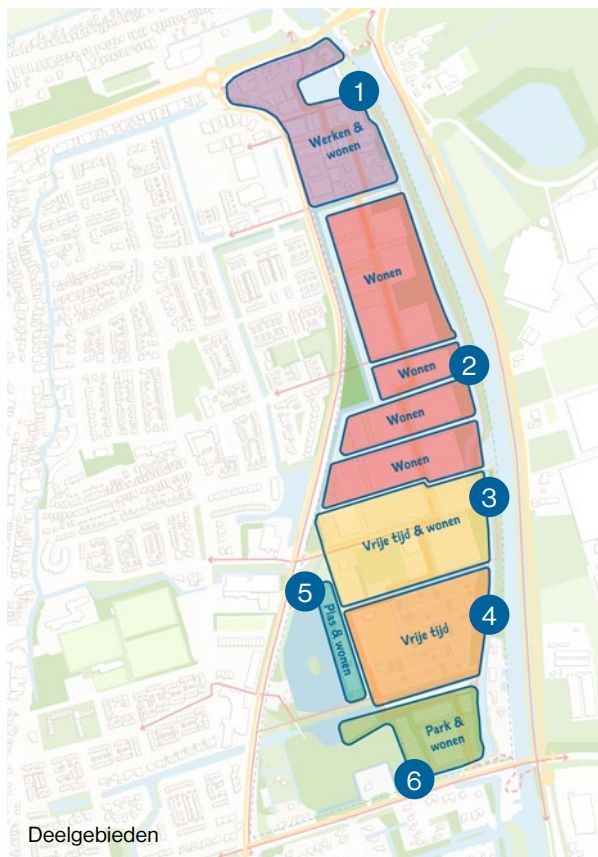 1
Werken &
wonen
Wonen
2
Wonen
Wonen
Wonen
3
Vrije tijd & wonen
5
Plas & wonen
4
Vrije tijd
Park &
wonen
6
Deelgebieden